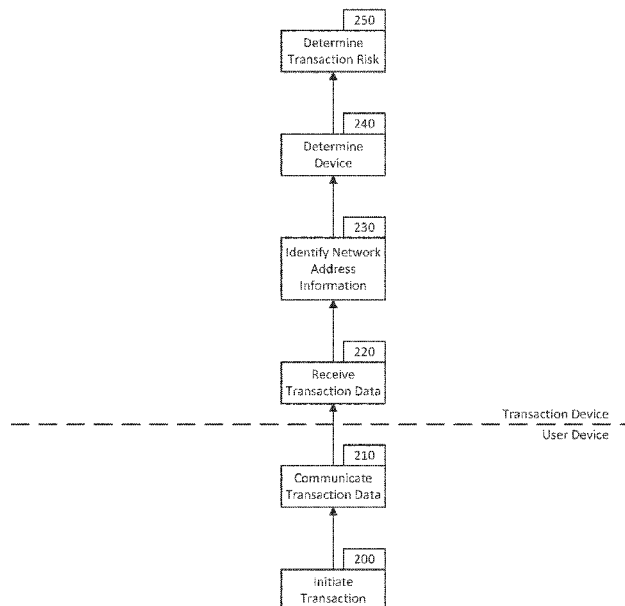 250
Determine
Transaction Risk
240
Determine
Device
230
Identify Network
Address
Information
220
Receive
Transaction Data
Transaction Device
User Device
210
Communicate
Transaction Data
200
Initiate
Transaction